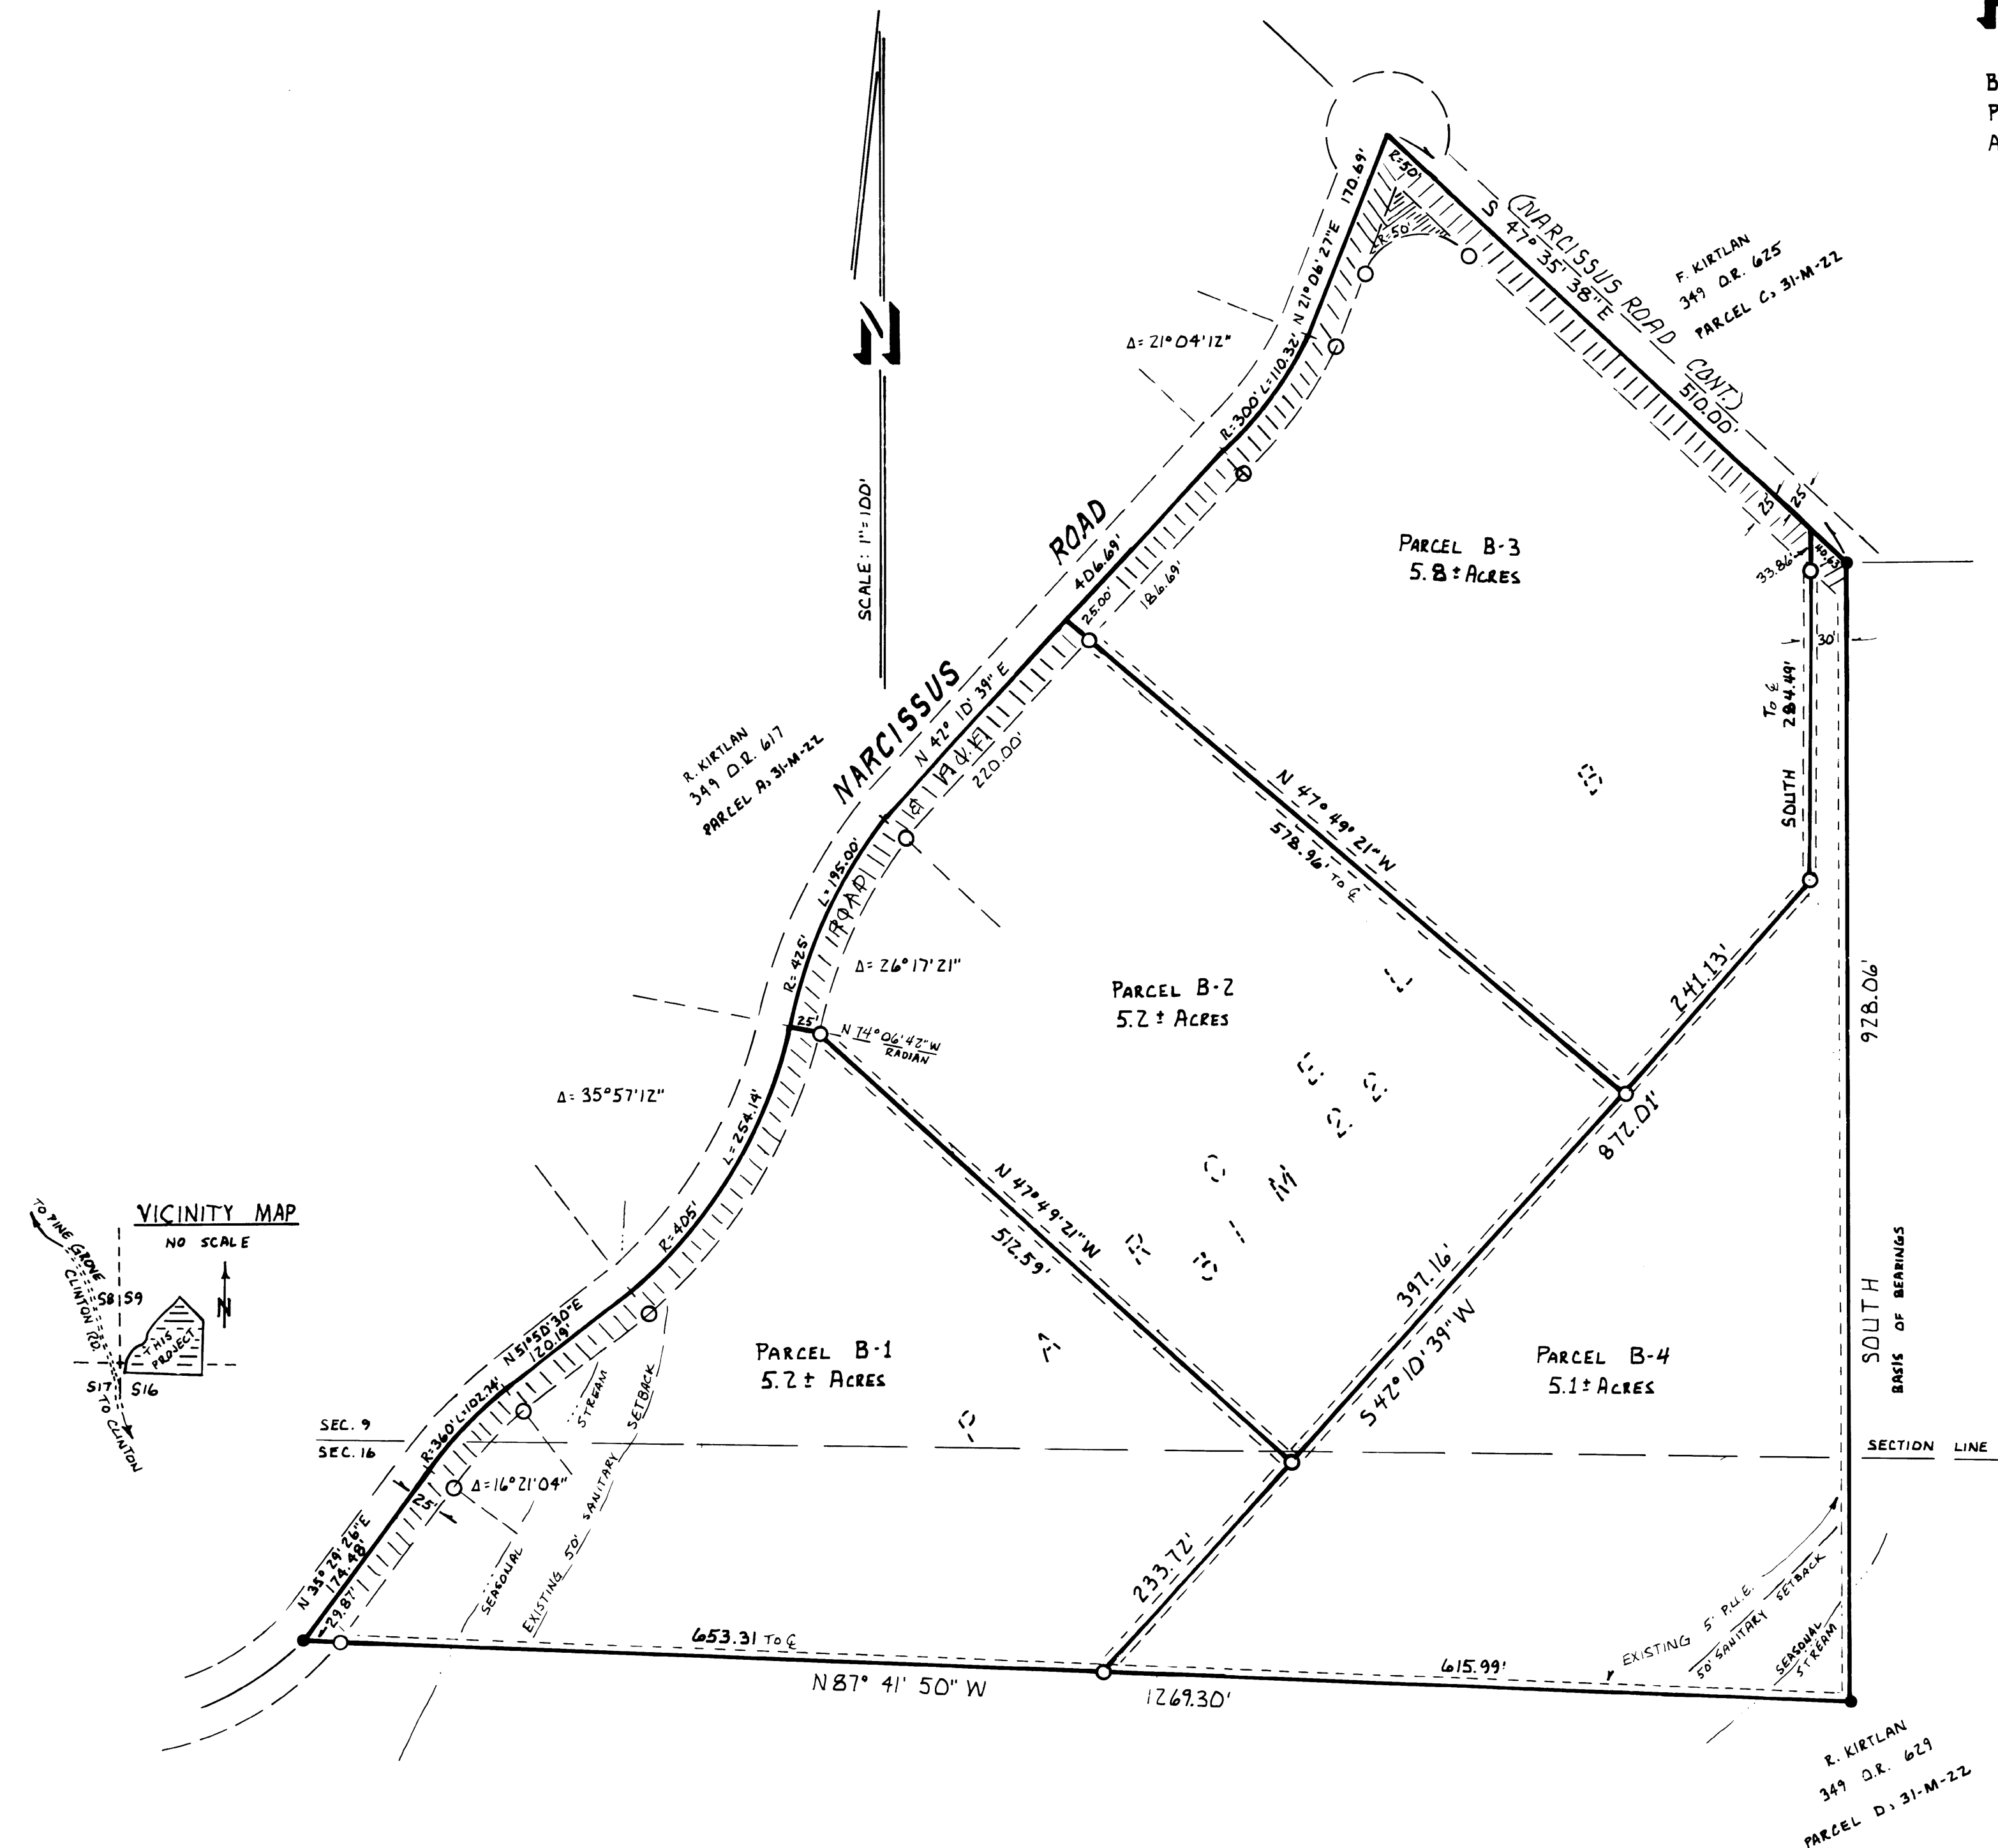 N
B
P
A
R=50'
170.69'
N 21° 06' 27" E
R=50'
(NARCISSUS ROAD CONT.)
S 47° 35' 38" E
510.00'
F. KIRTLAN
349 O.R. 625
PARCEL C, 31-M-22
Δ= 21° 04' 12"
R=300' L=110.32'
SCALE: 1"=100'
25' 25'
40.63'
33.86'
30'
NARCISSUS ROAD
406.69'
25.00'
186.69'
PARCEL B-3
5.8 ± ACRES
TO ℄
SOUTH 284.49'
N 42° 10' 39" E
R. KIRTLAN
349 O.R. 617
PARCEL A, 31-M-22
220.00'
ROAD &
L=195.00'
R=425'
Δ= 26° 17' 21"
25'
N 74° 06' 42" W
RADIAN
N 47° 49' 21" W
578.96' TO ℄
PARCEL B-2
5.2 ± ACRES
241.13'
872.01'
928.06'
SOUTH
BASIS OF BEARINGS
Δ= 35° 57' 12"
L=254.14'
R=405'
N 47° 49' 21" W
512.59'
397.16'
S 42° 10' 39" W
VICINITY MAP
NO SCALE
TO PINE GROVE
CLINTON RD.
S8 S9
N
THIS
PROJECT
S17 S16
TO CLINTON
N 51° 50' 30" E
120.19'
PARCEL B-1
5.2 ± ACRES
PARCEL B-4
5.1 ± ACRES
R=360' L=102.74'
SEC. 9
SEC. 16
SECTION LINE
Δ= 16° 21' 04"
25'
SEASONAL STREAM
EXISTING 50' SANITARY SETBACK
N 35° 29' 26" E
174.48'
29.87'
233.72'
653.31 TO ℄
N 87° 41' 50" W
1269.30'
615.99'
EXISTING 5' P.U.E.
50' SANITARY SETBACK
SEASONAL
STREAM
R. KIRTLAN
349 O.R. 629
PARCEL D, 31-M-22